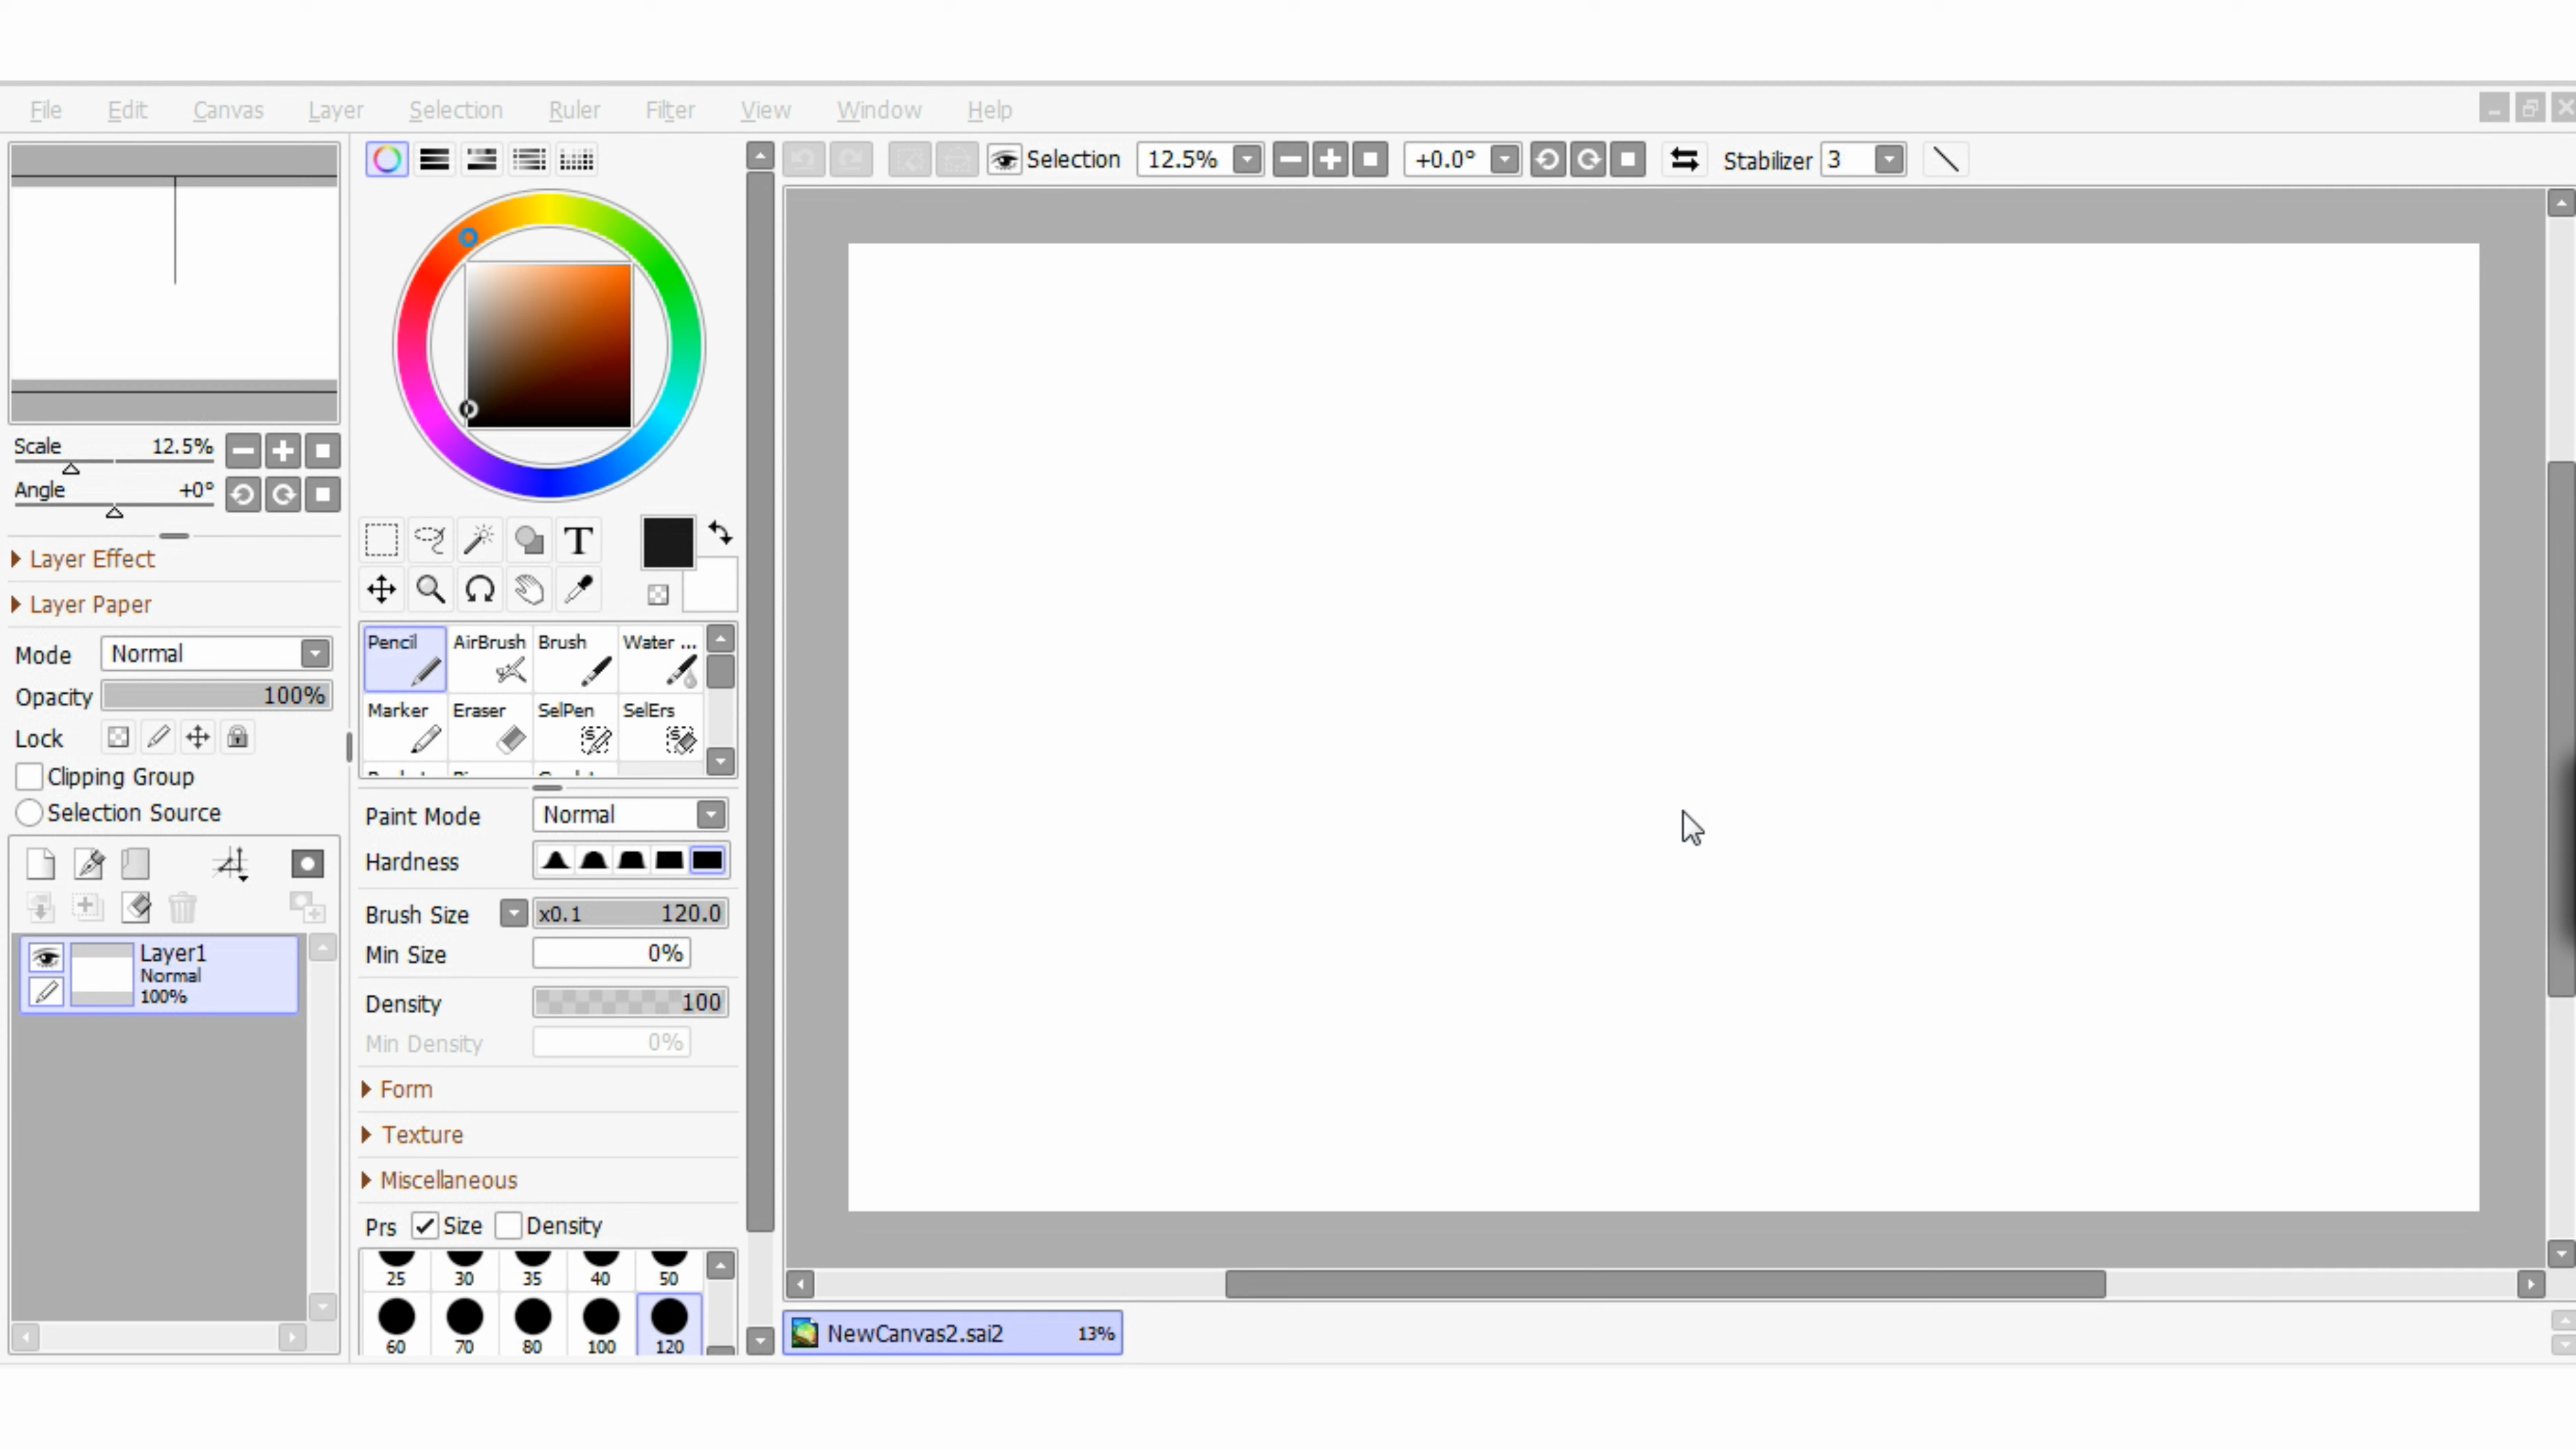 File Edit Canvas Layer Selection Ruler Filter View Window Help
Selection 12.5% +0.0° Stabilizer 3
Scale 12.5%
Angle +0°
Layer Effect
Layer Paper
Mode Normal
Opacity 100%
Lock
Clipping Group
Selection Source
Layer1
Normal
100%
T
Pencil AirBrush Brush Water ...
Marker Eraser SelPen SelErs
Paint Mode Normal
Hardness
Brush Size x0.1 120.0
Min Size 0%
Density 100
Min Density 0%
Form
Texture
Miscellaneous
Prs Size Density
25 30 35 40 50
60 70 80 100 120
NewCanvas2.sai2 13%